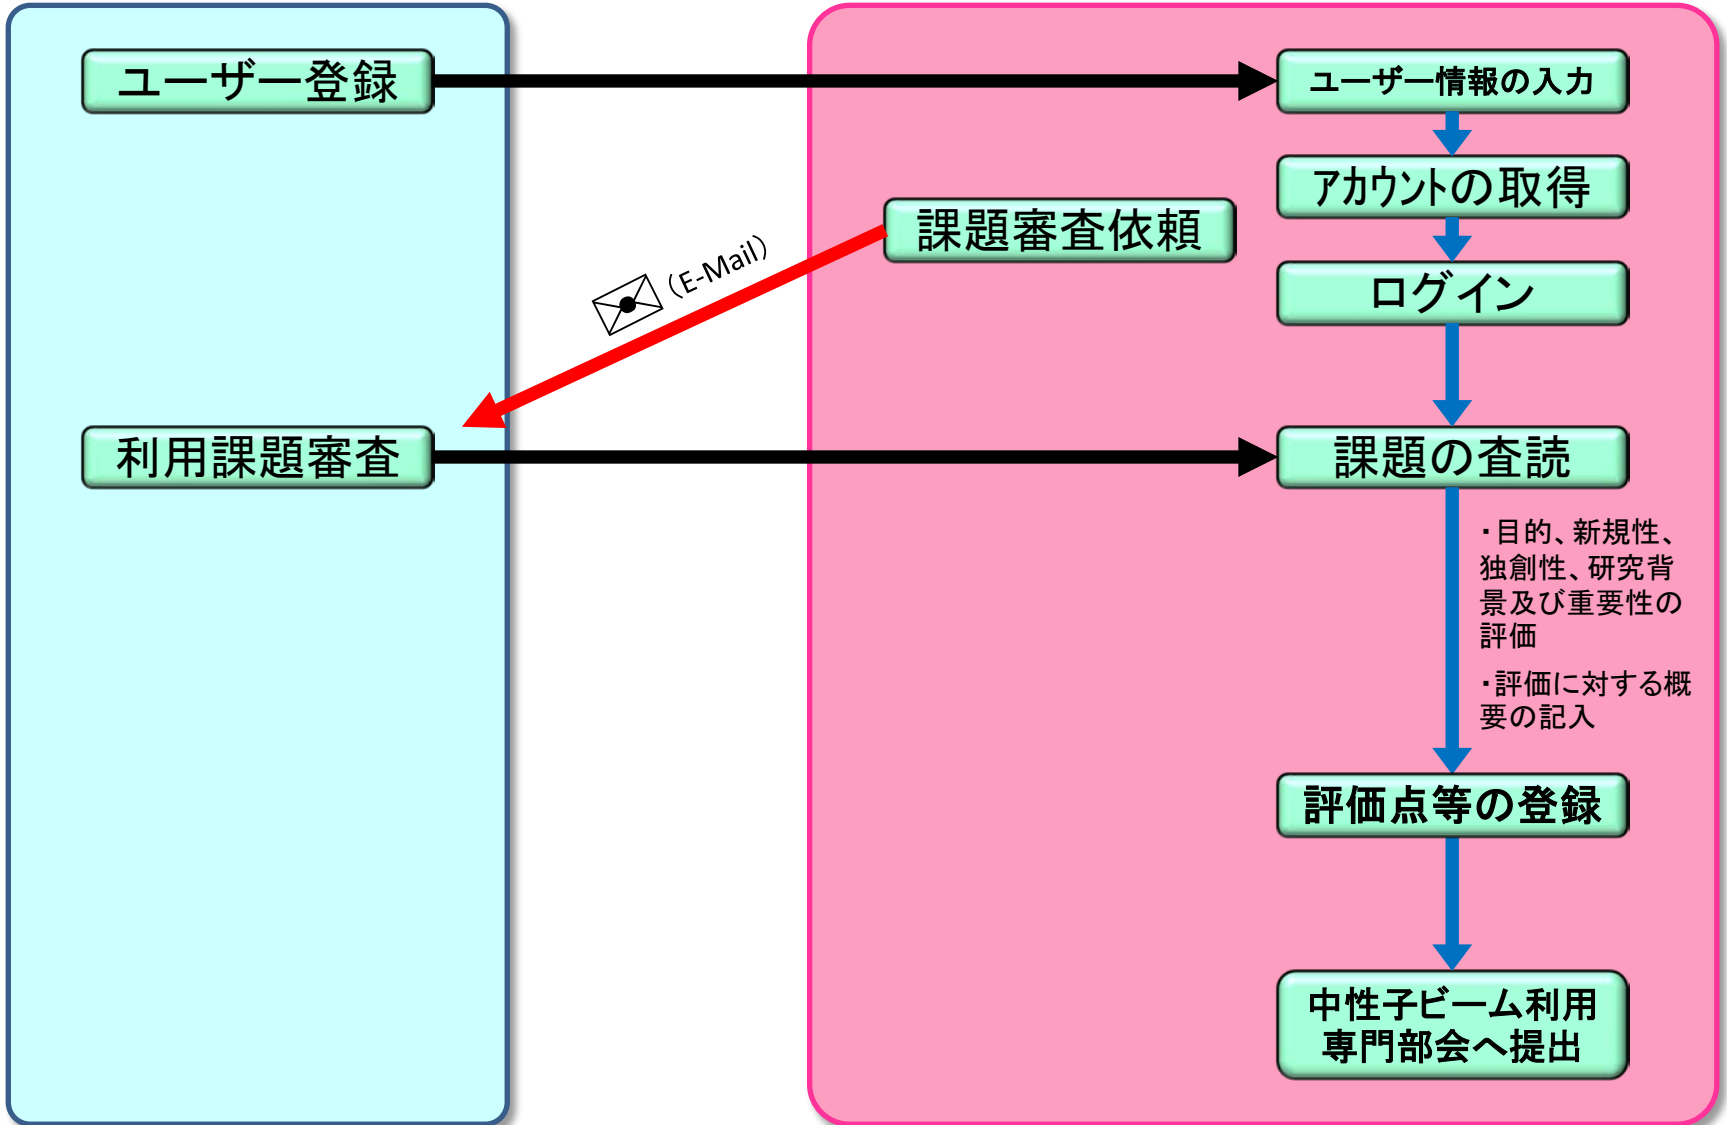 ユーザー登録
ユーザー情報の入力
アカウントの取得
課題審査依頼
（E-Mail）
ログイン
利用課題審査
課題の査読
・目的、新規性、
独創性、研究背
景及び重要性の
評価
・評価に対する概
要の記入
評価点等の登録
中性子ビーム利用
専門部会へ提出